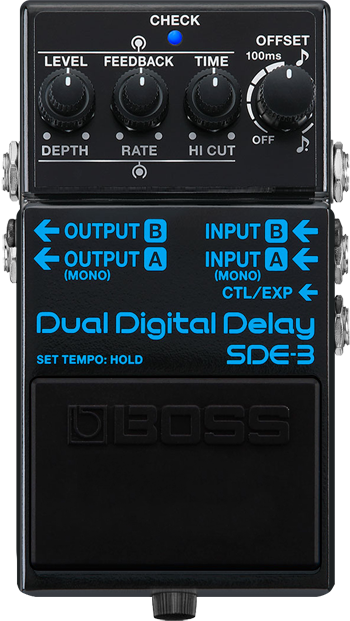 CHECK
OFFSET
LEVEL FEEDBACK TIME
100ms
DEPTH RATE HI CUT
OFF
OUTPUT B INPUT B
OUTPUT A INPUT A
(MONO) (MONO)
CTL/EXP
Dual Digital Delay
SET TEMPO: HOLD SDE-3
BOSS